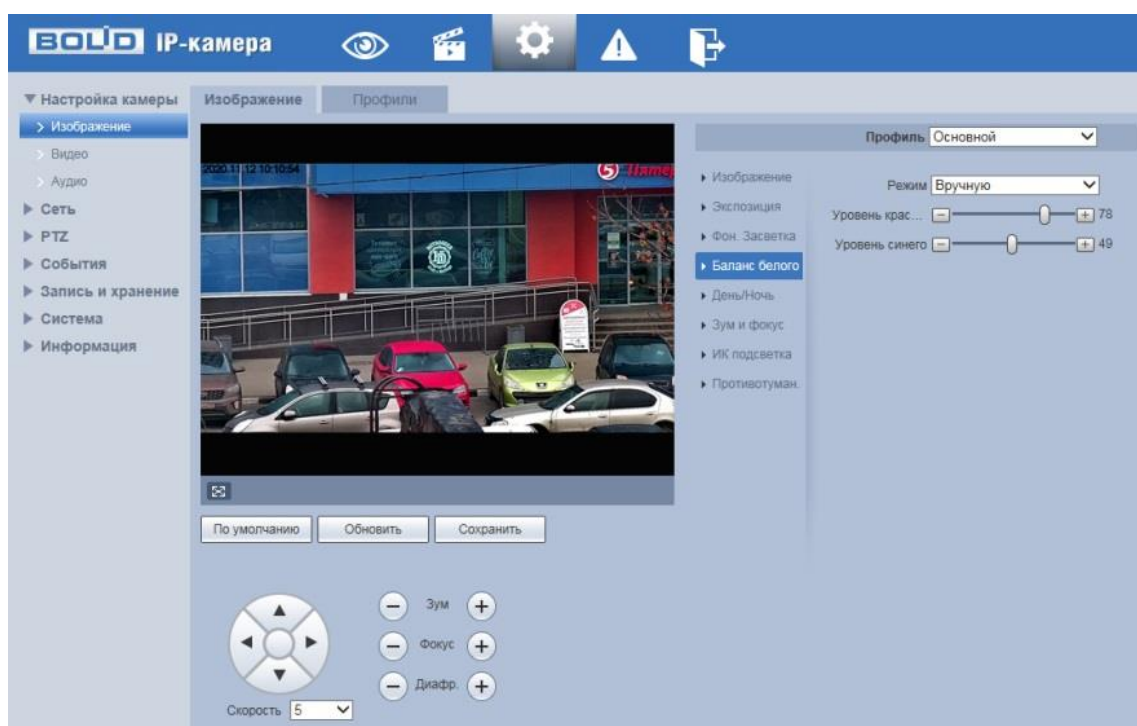 BOLID IP-камера
Настройка камеры
Изображение
Видео
Аудио
Сеть
PTZ
События
Запись и хранение
Система
Информация
Изображение Профили
2020-11-12 10:10:54
5
По умолчанию Обновить Сохранить
Зум
Фокус
Диафр.
Скорость 5
Изображение
Экспозиция
Фон. Засветка
Баланс белого
День/Ночь
Зум и фокус
ИК подсветка
Противотуман.
Профиль Основной
Режим Вручную
Уровень крас... 78
Уровень синего 49